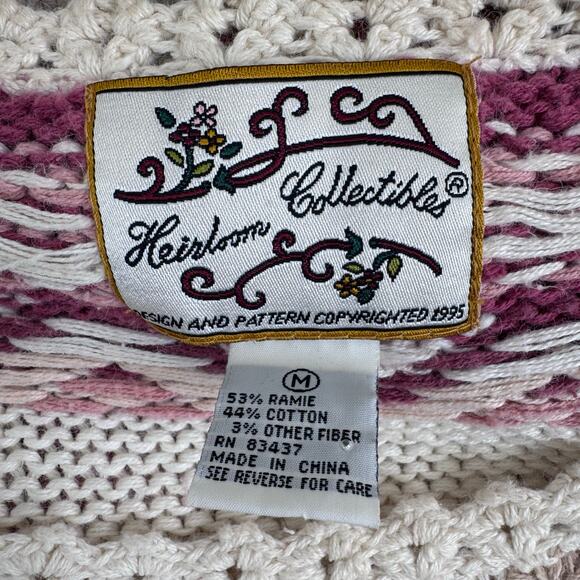 Heirloom Collectibles®
DESIGN AND PATTERN COPYRIGHTED 1995
M
53% RAMIE
44% COTTON
3% OTHER FIBER
RN 83437
MADE IN CHINA
SEE REVERSE FOR CARE